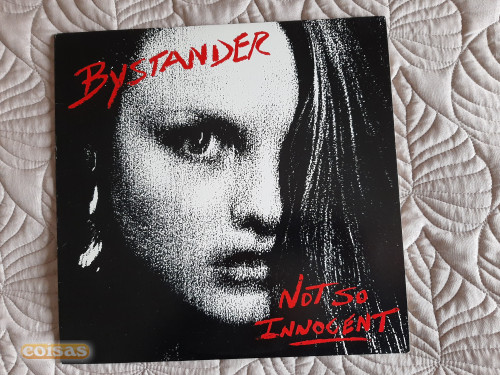 BYSTANDER
NOT SO
INNOCENT
coisas